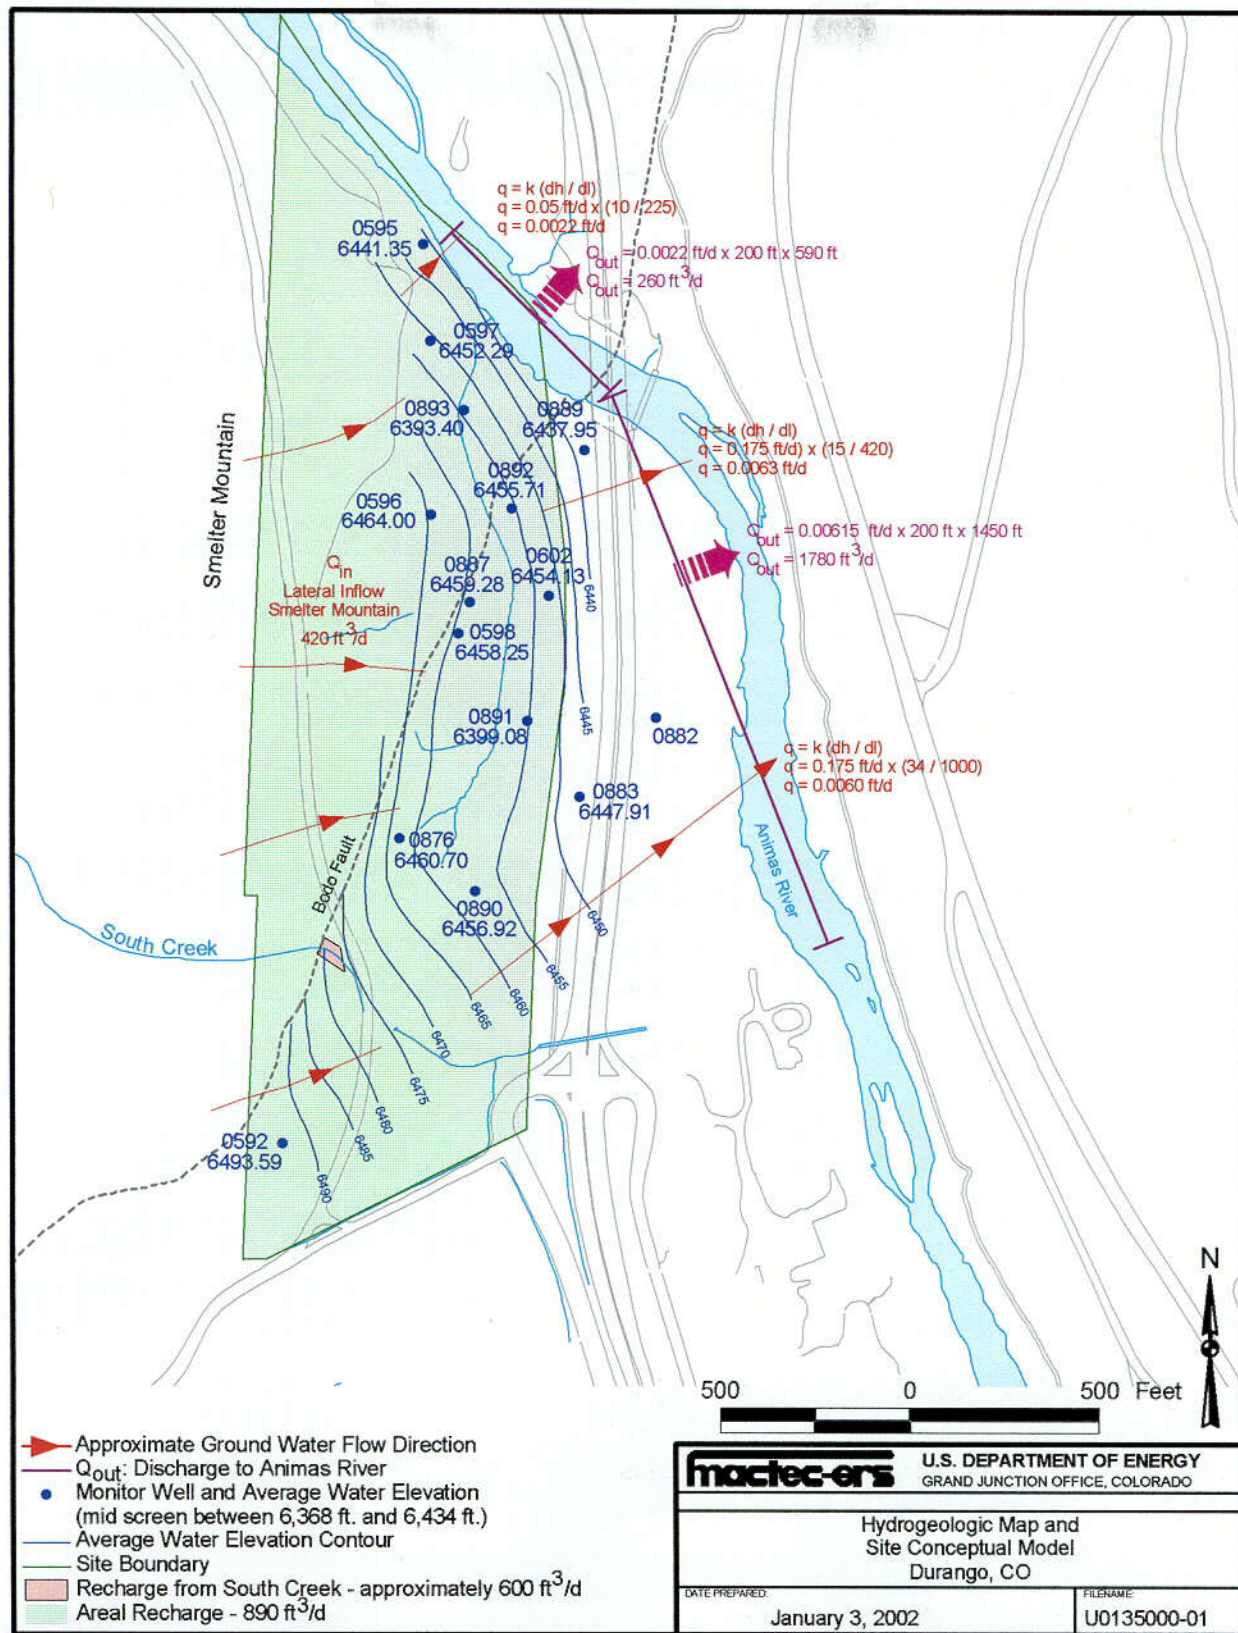 q = k (dh / dl)
q = 0.05 ft/d x (10 / 225)
q = 0.0022 ft/d
0595
6441.35
Qout = 0.0022 ft/d x 200 ft x 590 ft
Qout = 260 ft3/d
0597
6452.29
0893
6393.40
0889
6437.95
q = k (dh / dl)
q = 0.175 ft/d) x (15 / 420)
q = 0.0063 ft/d
Smelter Mountain
0892
6455.71
0596
6464.00
Qout = 0.00615 ft/d x 200 ft x 1450 ft
Qout = 1780 ft3/d
0887
6459.28
0602
6454.13
Qin
Lateral Inflow
Smelter Mountain
420 ft3/d
6440
0598
6458.25
0891
6399.08
6445
0882
q = k (dh / dl)
q = 0.175 ft/d x (34 / 1000)
q = 0.0060 ft/d
0883
6447.91
0876
6460.70
Bodo Fault
Animas River
0890
6456.92
6450
South Creek
6455
6460
6465
6470
6475
6480
6485
6490
0592
6493.59
N
500 0 500 Feet
Approximate Ground Water Flow Direction
Qout: Discharge to Animas River
Monitor Well and Average Water Elevation
(mid screen between 6,368 ft. and 6,434 ft.)
Average Water Elevation Contour
Site Boundary
Recharge from South Creek - approximately 600 ft3/d
Areal Recharge - 890 ft3/d
mactec-ers
U.S. DEPARTMENT OF ENERGY
GRAND JUNCTION OFFICE, COLORADO
Hydrogeologic Map and
Site Conceptual Model
Durango, CO
DATE PREPARED:
January 3, 2002
FILENAME:
U0135000-01